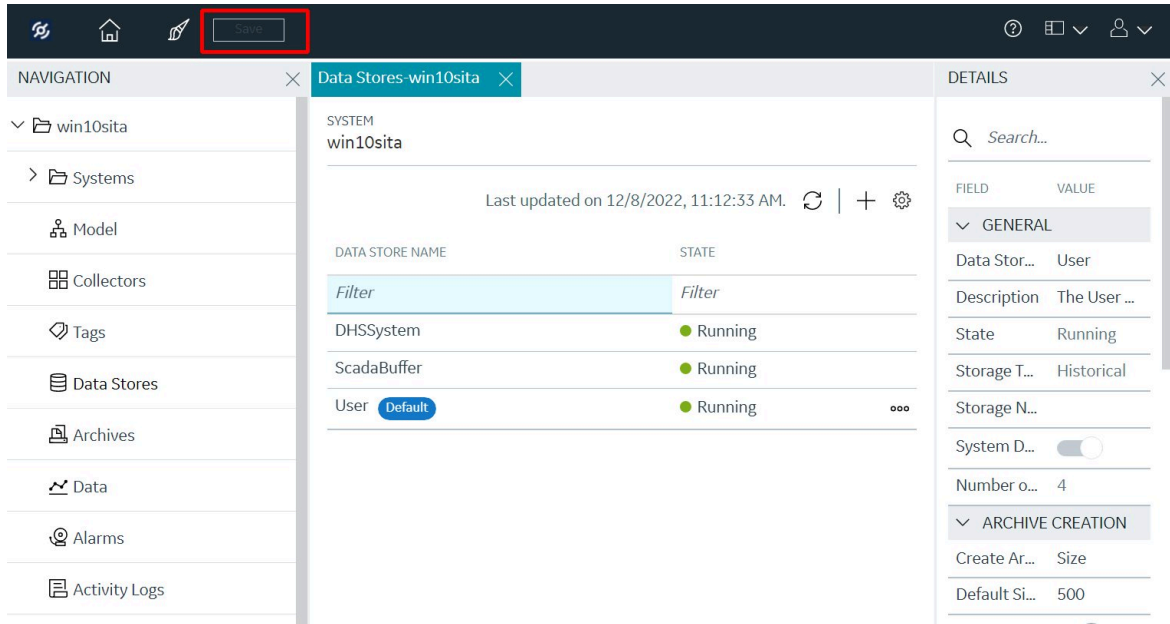 Save
NAVIGATION
win10sita
Systems
Model
Collectors
Tags
Data Stores
Archives
Data
Alarms
Activity Logs
Data Stores-win10sita
SYSTEM
win10sita
Last updated on 12/8/2022, 11:12:33 AM.
DATA STORE NAME STATE
Filter Filter
DHSSystem Running
ScadaBuffer Running
User Default Running
DETAILS
Search...
FIELD VALUE
GENERAL
Data Stor... User
Description The User ...
State Running
Storage T... Historical
Storage N...
System D...
Number o... 4
ARCHIVE CREATION
Create Ar... Size
Default Si... 500